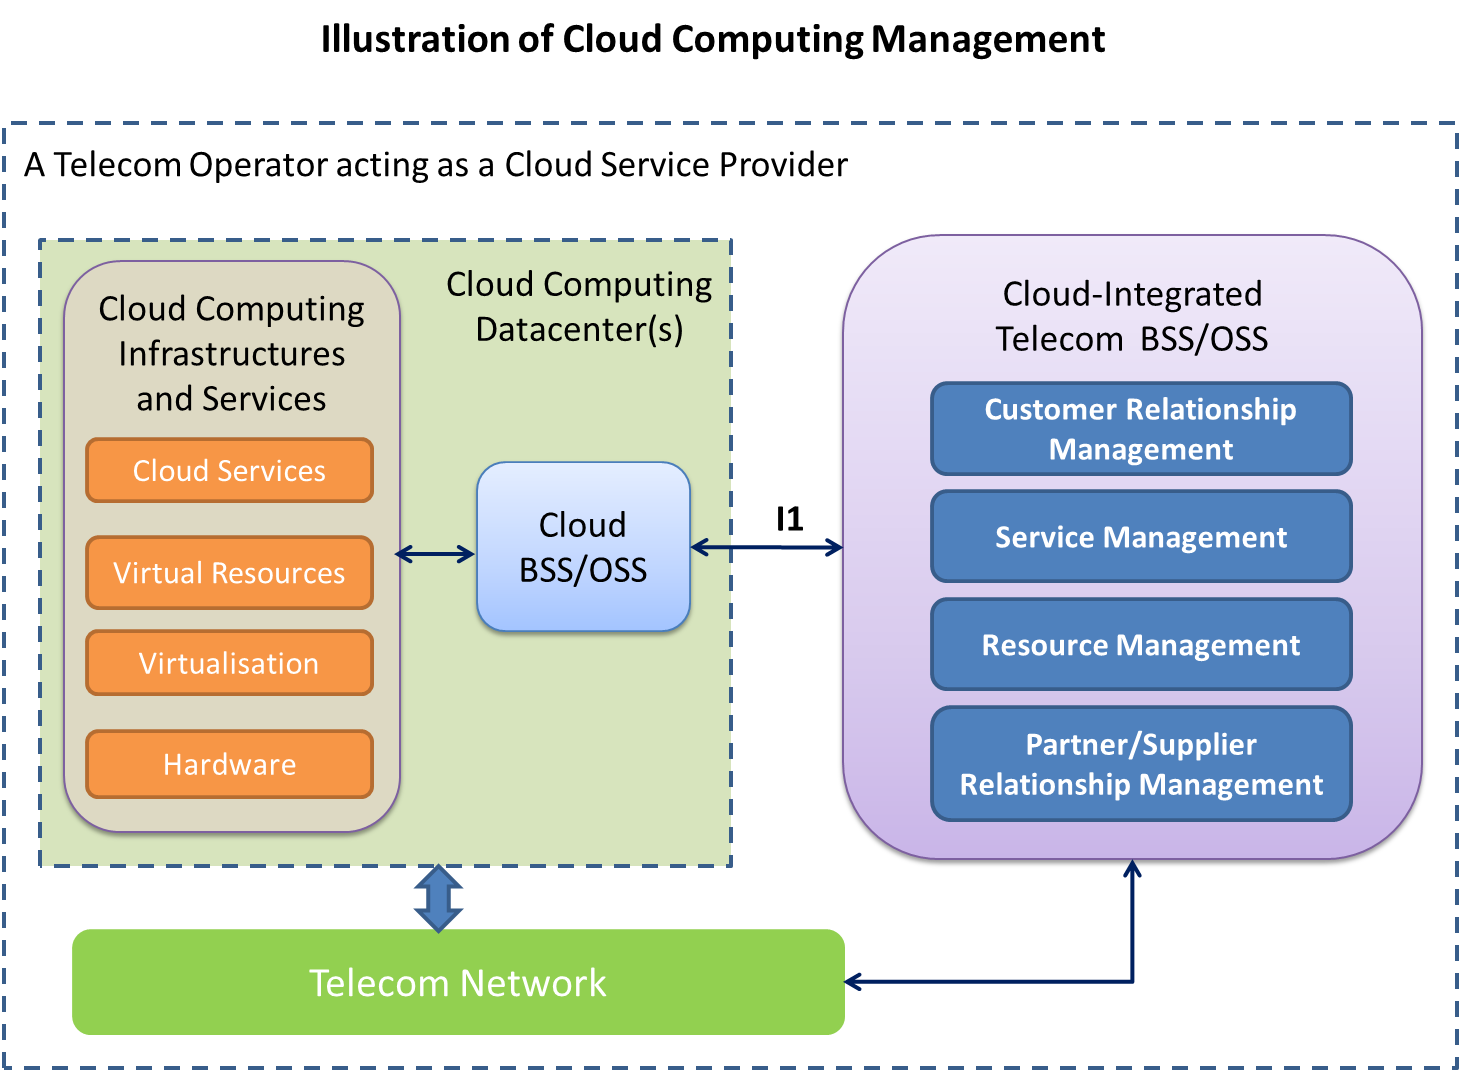 Illustration of Cloud Computing Management
A Telecom Operator acting as a Cloud Service Provider
Cloud Computing
Infrastructures
and Services
Cloud Services
Virtual Resources
Virtualisation
Hardware
Cloud Computing
Datacenter(s)
Cloud
BSS/OSS
I1
Cloud-Integrated
Telecom BSS/OSS
Customer Relationship
Management
Service Management
Resource Management
Partner/Supplier
Relationship Management
Telecom Network